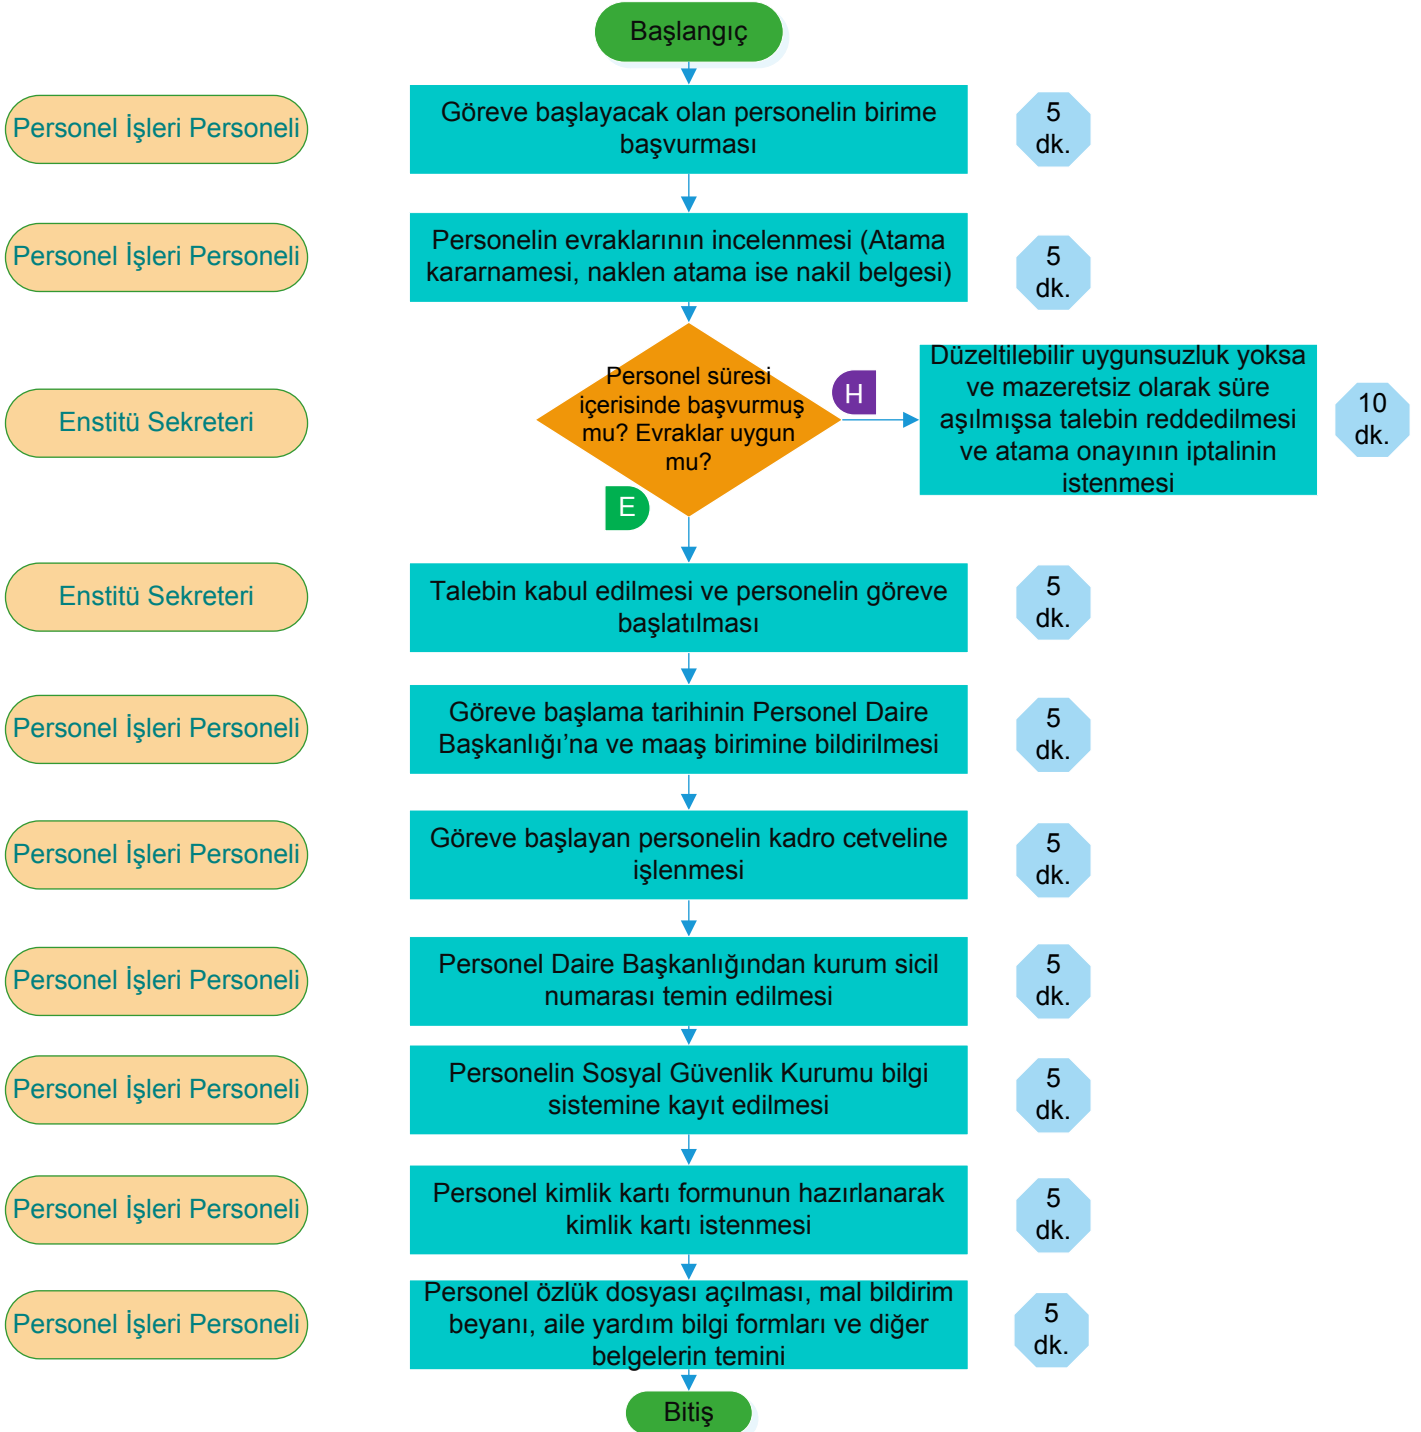 Başlangıç
Personel İşleri Personeli
Göreve başlayacak olan personelin birime
başvurması
5
dk.
Personel İşleri Personeli
Personelin evraklarının incelenmesi (Atama
kararnamesi, naklen atama ise nakil belgesi)
5
dk.
Enstitü Sekreteri
Personel süresi
içerisinde başvurmuş
mu? Evraklar uygun
mu?
H
Düzeltilebilir uygunsuzluk yoksa
ve mazeretsiz olarak süre
aşılmışsa talebin reddedilmesi
ve atama onayının iptalinin
istenmesi
10
dk.
E
Enstitü Sekreteri
Talebin kabul edilmesi ve personelin göreve
başlatılması
5
dk.
Personel İşleri Personeli
Göreve başlama tarihinin Personel Daire
Başkanlığı’na ve maaş birimine bildirilmesi
5
dk.
Personel İşleri Personeli
Göreve başlayan personelin kadro cetveline
işlenmesi
5
dk.
Personel İşleri Personeli
Personel Daire Başkanlığından kurum sicil
numarası temin edilmesi
5
dk.
Personel İşleri Personeli
Personelin Sosyal Güvenlik Kurumu bilgi
sistemine kayıt edilmesi
5
dk.
Personel İşleri Personeli
Personel kimlik kartı formunun hazırlanarak
kimlik kartı istenmesi
5
dk.
Personel İşleri Personeli
Personel özlük dosyası açılması, mal bildirim
beyanı, aile yardım bilgi formları ve diğer
belgelerin temini
5
dk.
Bitiş